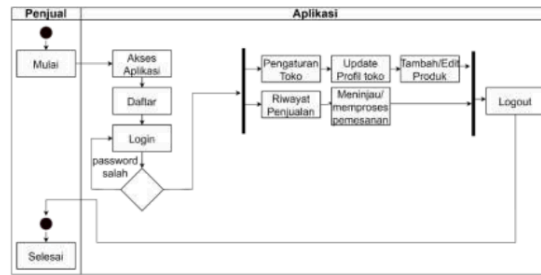 Penjual
Aplikasi
Mulai
Akses
Aplikasi
Daftar
Login
password
salah
Pengaturan
Toko
Update
Profil toko
Tambah/Edit
Produk
Riwayat
Penjualan
Meninjau/
memproses
pemesanan
Logout
Selesai